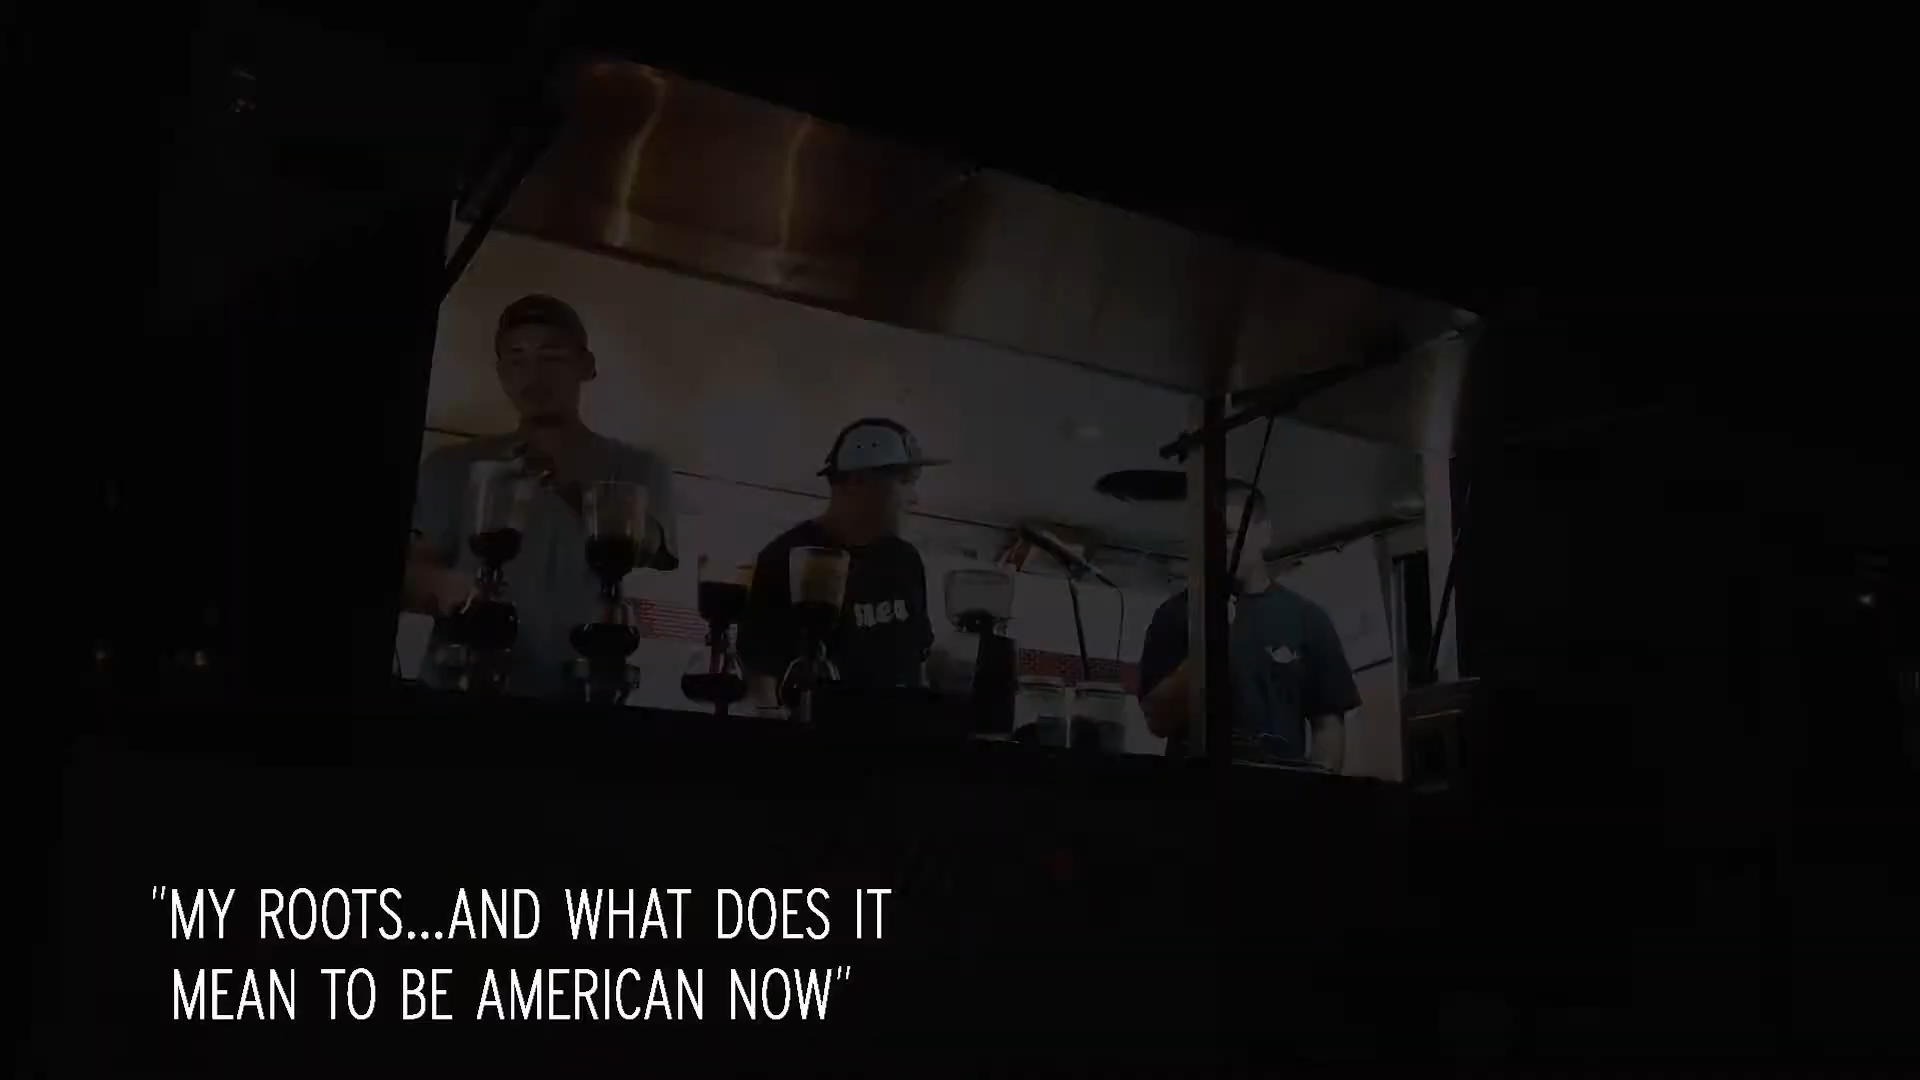 "MY ROOTS...AND WHAT DOES IT
MEAN TO BE AMERICAN NOW"